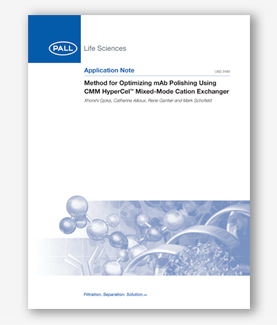 PALL
Life Sciences
Application Note
Method for Optimizing mAb Polishing Using
CMM HyperCel™ Mixed-Mode Cation Exchanger
Xhorxhi Gjoka, Catherine Alloux, René Gantier and Mark Schofield
Filtration. Separation. Solution.SM